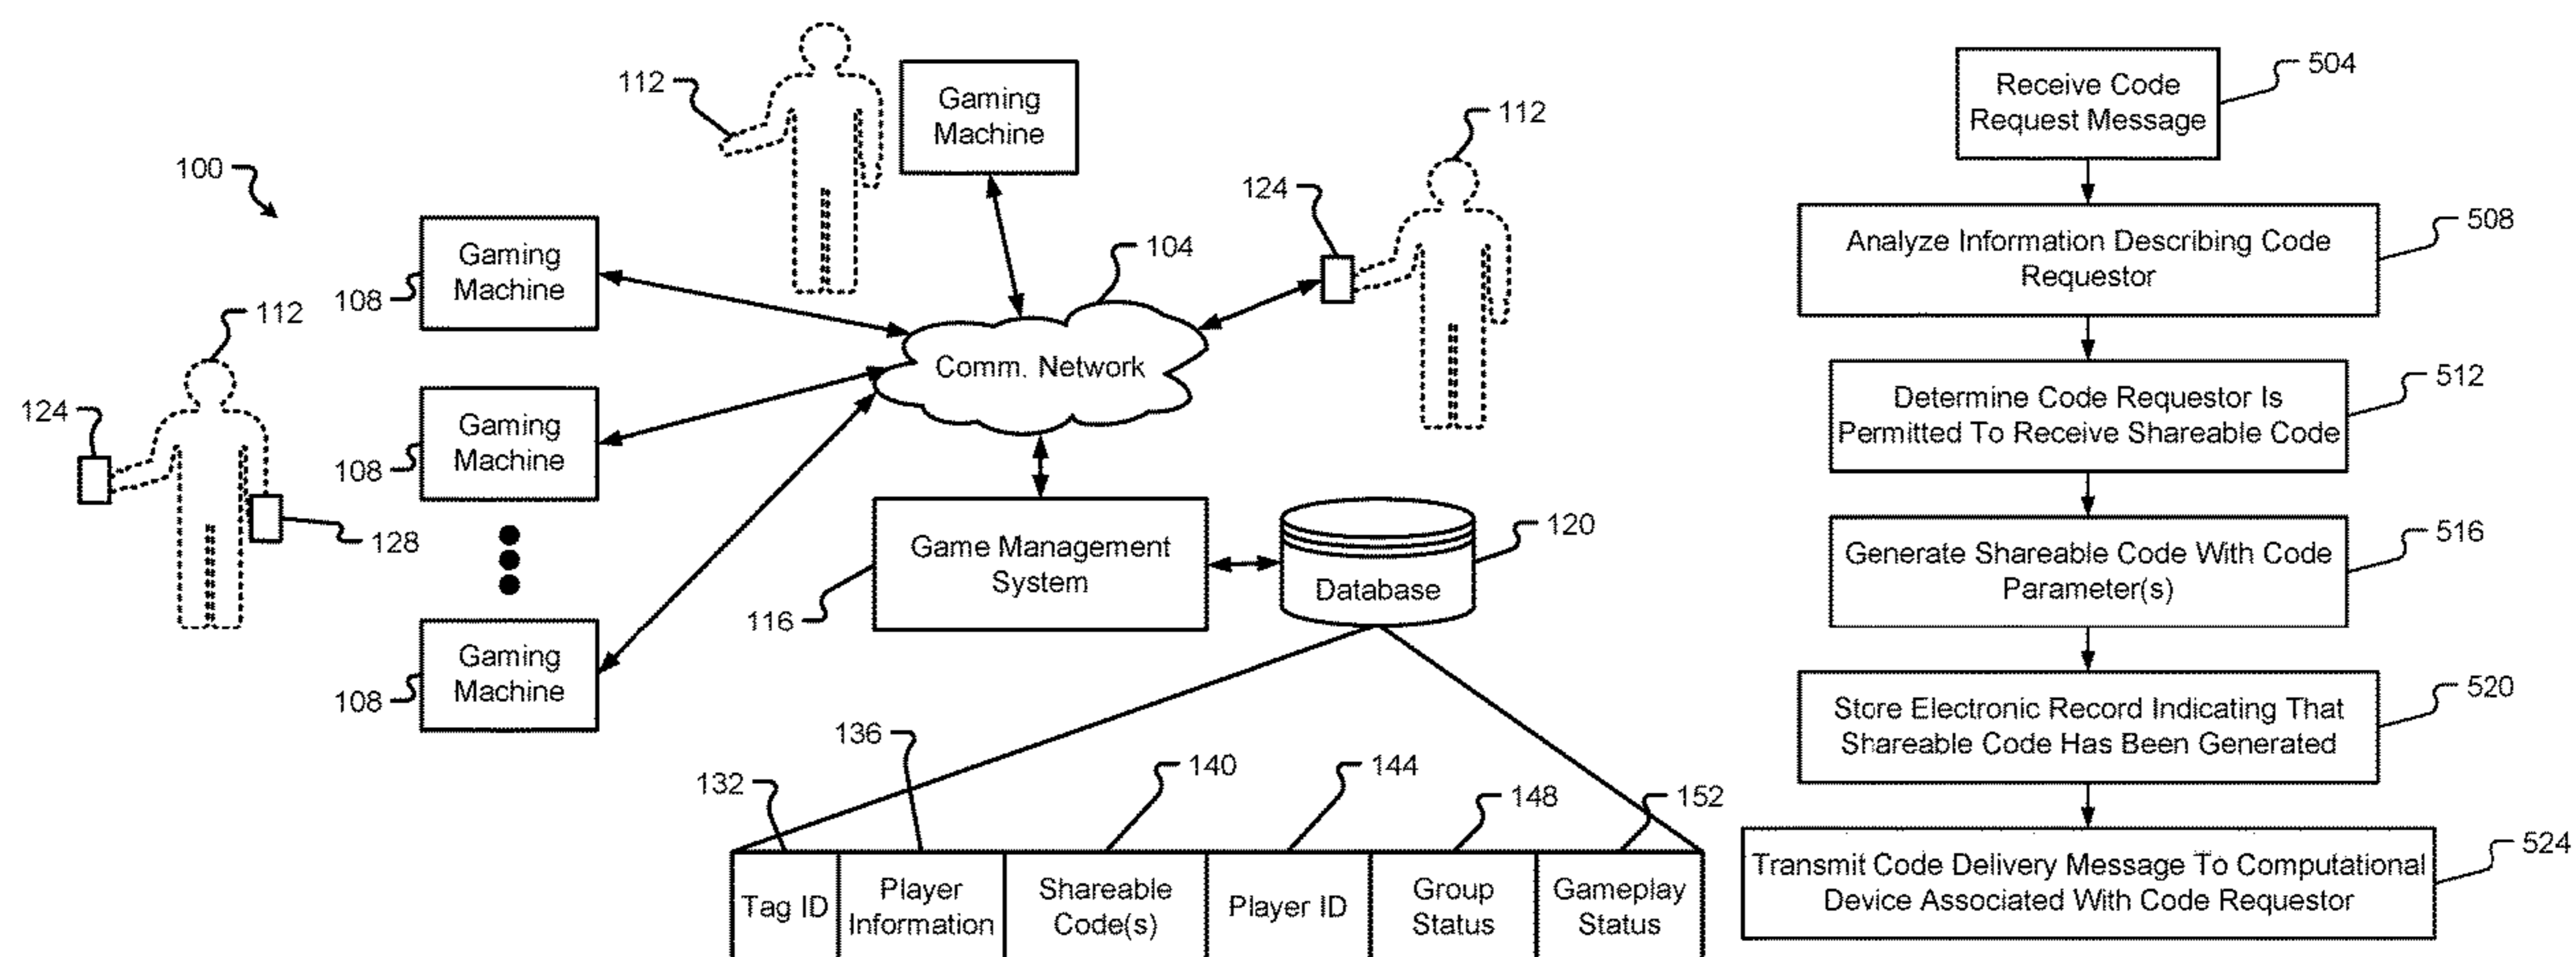 112
Gaming
Machine
100
124
112
104
Gaming
Machine
108
112
Comm. Network
124
Gaming
Machine
108
128
Game Management
System
116
120
Database
Gaming
Machine
108
132
136
140
144
148
152
Tag ID
Player
Information
Shareable
Code(s)
Player ID
Group
Status
Gameplay
Status
Receive Code
Request Message
504
Analyze Information Describing Code
Requestor
508
Determine Code Requestor Is
Permitted To Receive Shareable Code
512
Generate Shareable Code With Code
Parameter(s)
516
Store Electronic Record Indicating That
Shareable Code Has Been Generated
520
Transmit Code Delivery Message To Computational
Device Associated With Code Requestor
524